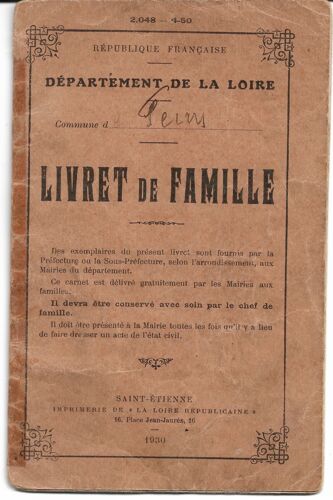 2.048 — 4-50
RÉPUBLIQUE FRANÇAISE
DÉPARTEMENT DE LA LOIRE
Commune d
LIVRET DE FAMILLE
Des exemplaires du présent livret sont fournis par la
Préfecture ou la Sous-Préfecture, selon l'arrondissement, aux
Mairies du département.
Ce carnet est délivré gratuitement par les Mairies aux
familles.
Il devra être conservé avec soin par le chef de
famille.
Il doit être présenté à la Mairie toutes les fois qu'il y a lieu
de faire dresser un acte de l'état civil.
SAINT-ÉTIENNE
IMPRIMERIE DE « LA LOIRE RÉPUBLICAINE »
16, Place Jean-Jaurès, 16
1930